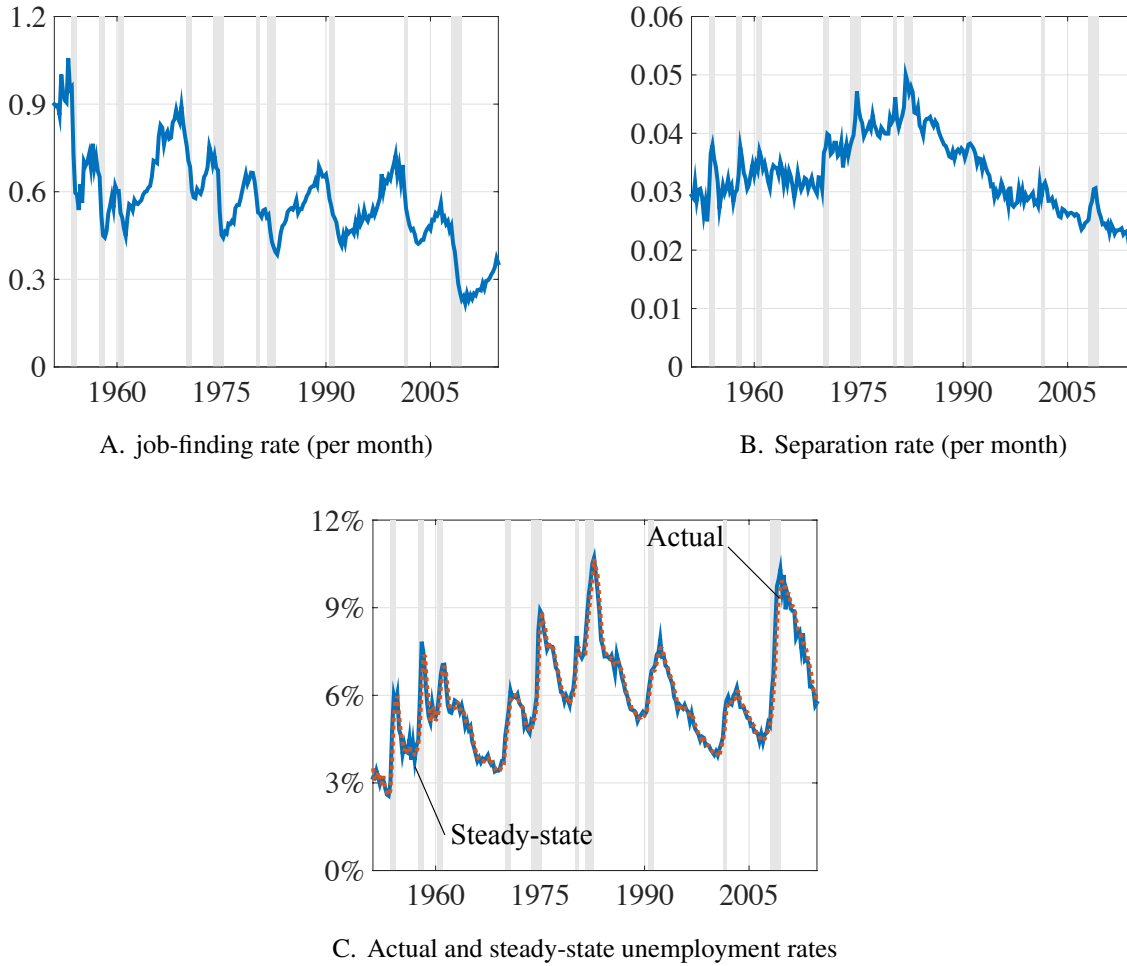 1.2
0.9
0.6
0.3
0
1960 1975 1990 2005
A. job-finding rate (per month)
0.06
0.05
0.04
0.03
0.02
0.01
0
1960 1975 1990 2005
B. Separation rate (per month)
12%
9%
6%
3%
0%
Actual
Steady-state
1960 1975 1990 2005
C. Actual and steady-state unemployment rates